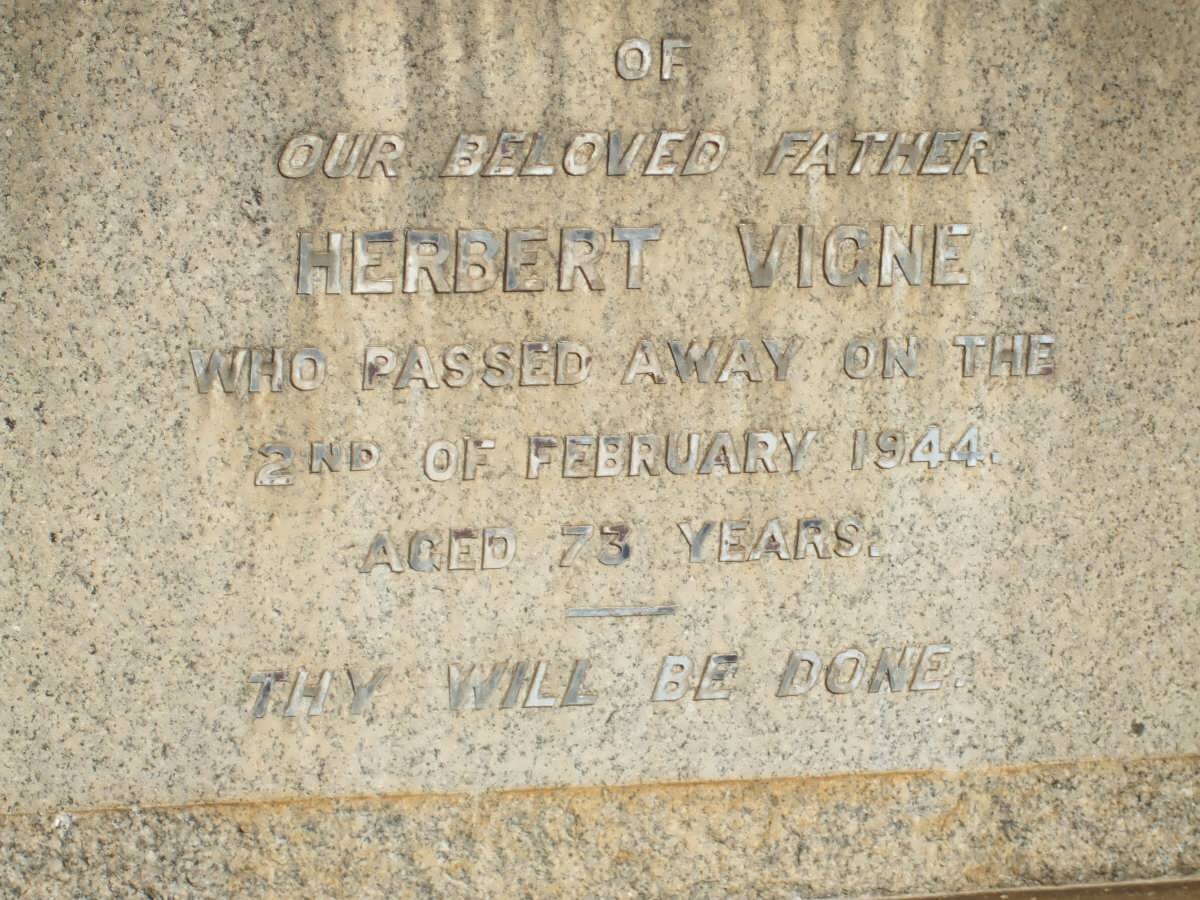 OF
OUR BELOVED FATHER
HERBERT VIGNE
WHO PASSED AWAY ON THE
2ND OF FEBRUARY 1944.
AGED 73 YEARS.
THY WILL BE DONE.